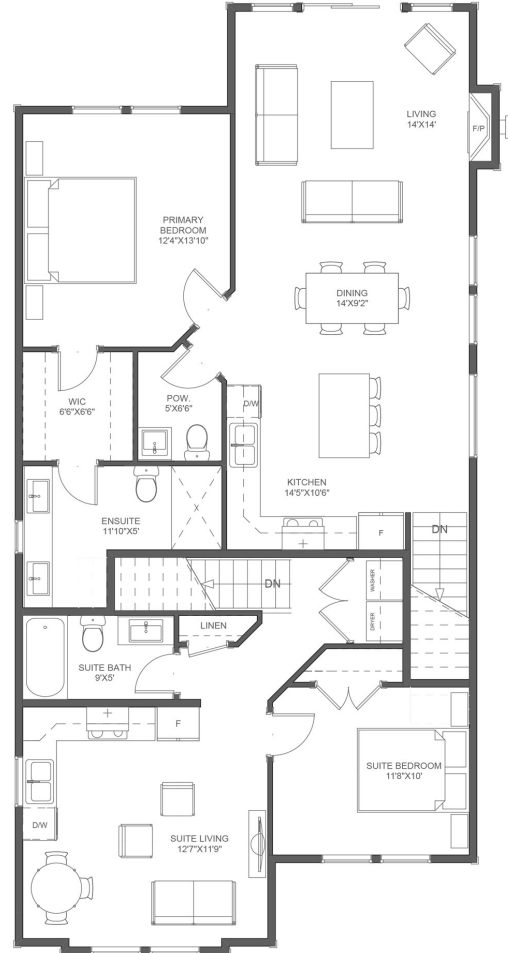 LIVING
14'X14'
F/P
PRIMARY
BEDROOM
12'4"X13'10"
DINING
14'X9'2"
WIC
6'6"X6'6"
POW.
5'X6'6"
D/W
KITCHEN
14'5"X10'6"
ENSUITE
11'10"X5'
F
DN
DN
WASHER
DRYER
LINEN
SUITE BATH
9'X5'
F
SUITE BEDROOM
11'8"X10'
D/W
SUITE LIVING
12'7"X11'9"